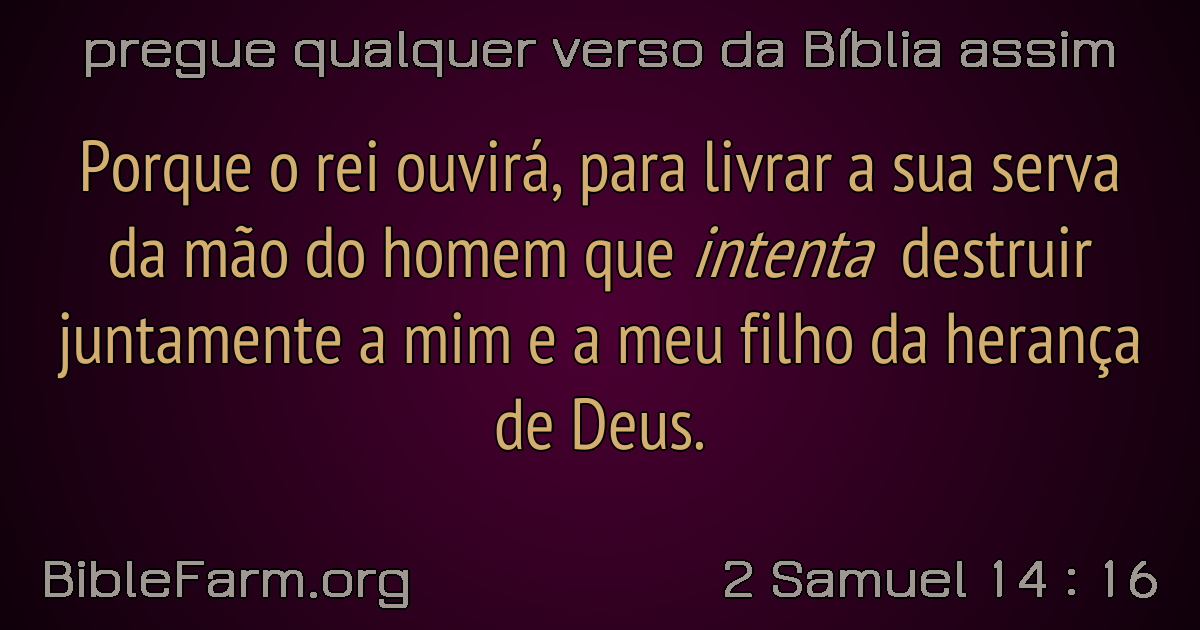 pregue qualquer verso da Bíblia assim
Porque o rei ouvirá, para livrar a sua serva
da mão do homem que intenta destruir
juntamente a mim e a meu filho da herança
de Deus.
BibleFarm.org
2 Samuel 14 : 16